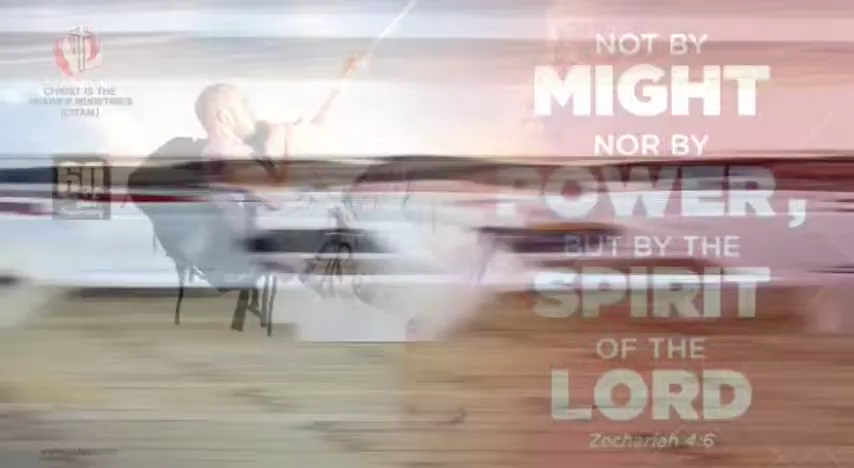 CHRIST IS THE
ANSWER MINISTRIES
(CITAM)
60
NOT BY
MIGHT
NOR BY
POWER,
BUT BY THE
SPIRIT
OF THE
LORD
Zechariah 4:6